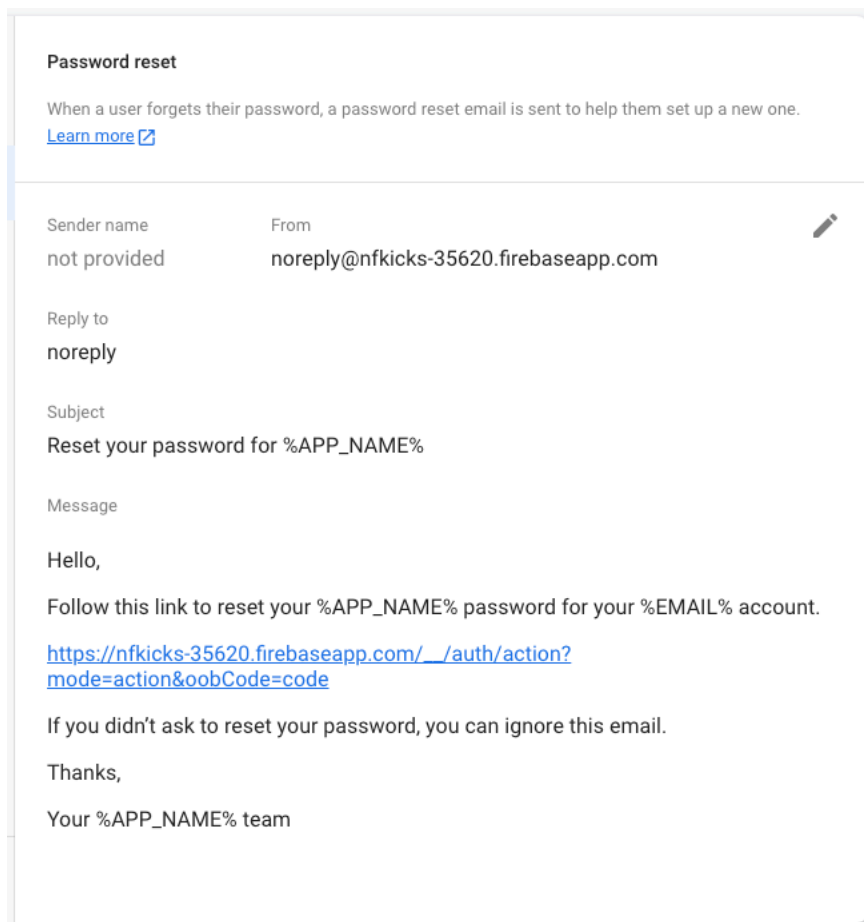 Password reset
When a user forgets their password, a password reset email is sent to help them set up a new one.
Learn more
Sender name
From
not provided
noreply@nfkicks-35620.firebaseapp.com
Reply to
noreply
Subject
Reset your password for %APP_NAME%
Message
Hello,
Follow this link to reset your %APP_NAME% password for your %EMAIL% account.
https://nfkicks-35620.firebaseapp.com/__/auth/action?
mode=action&oobCode=code
If you didn’t ask to reset your password, you can ignore this email.
Thanks,
Your %APP_NAME% team